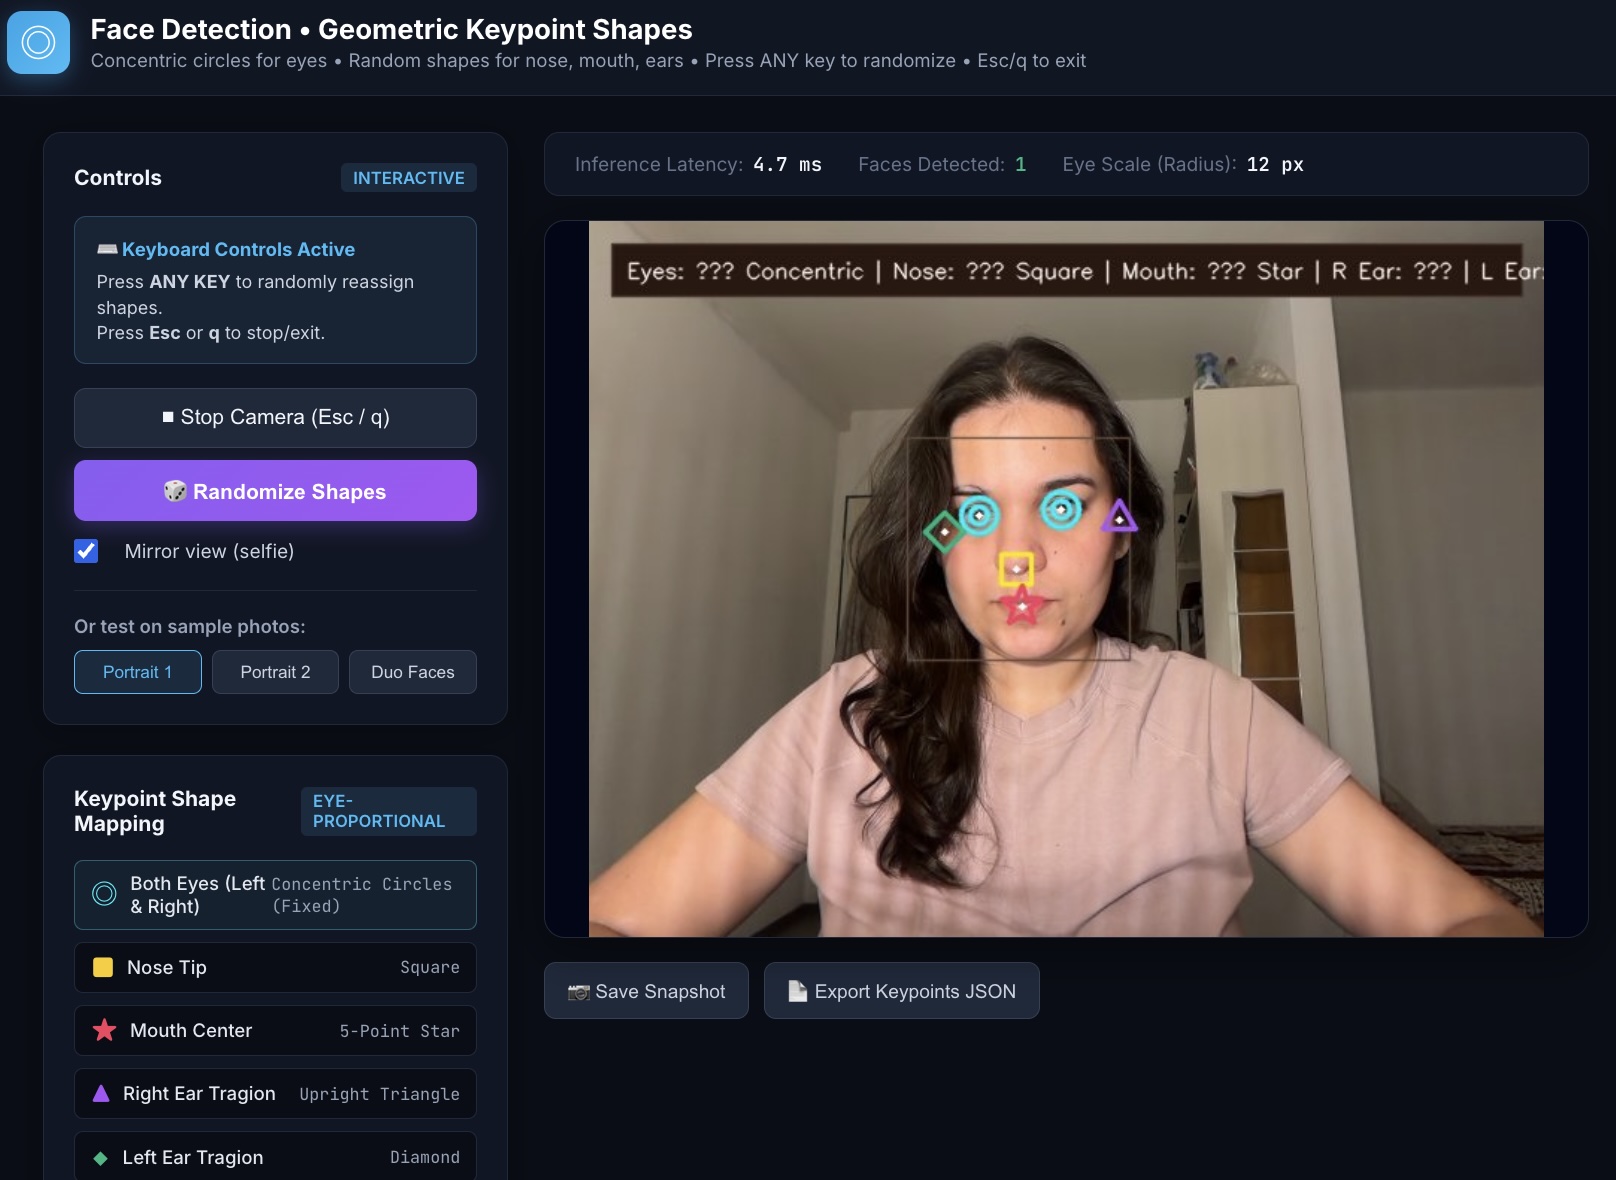 Face Detection • Geometric Keypoint Shapes
Concentric circles for eyes • Random shapes for nose, mouth, ears • Press ANY key to randomize • Esc/q to exit
Controls
INTERACTIVE
Keyboard Controls Active
Press ANY KEY to randomly reassign
shapes.
Press Esc or q to stop/exit.
Stop Camera (Esc / q)
Randomize Shapes
Mirror view (selfie)
Or test on sample photos:
Portrait 1
Portrait 2
Duo Faces
Keypoint Shape
Mapping
EYE-
PROPORTIONAL
Both Eyes (Left
& Right)
Concentric Circles
(Fixed)
Nose Tip
Square
Mouth Center
5-Point Star
Right Ear Tragion
Upright Triangle
Left Ear Tragion
Diamond
Inference Latency: 4.7 ms
Faces Detected: 1
Eye Scale (Radius): 12 px
Eyes: ??? Concentric | Nose: ??? Square | Mouth: ??? Star | R Ear: ??? | L Ear:
Save Snapshot
Export Keypoints JSON